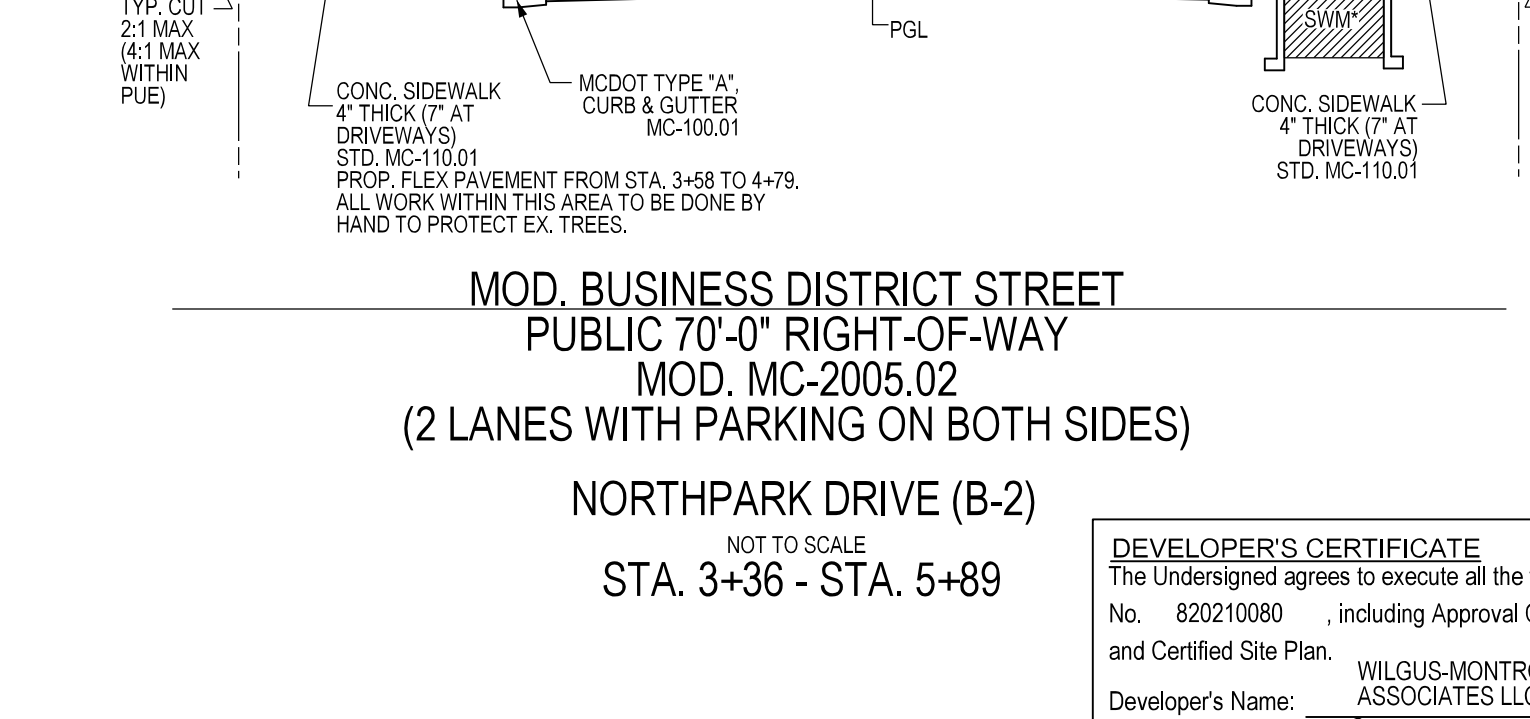 TYP. CUT
2:1 MAX
(4:1 MAX
WITHIN
PUE)
CONC. SIDEWALK
4" THICK (7" AT
DRIVEWAYS)
STD. MC-110.01
PROP. FLEX PAVEMENT FROM STA. 3+58 TO 4+79.
ALL WORK WITHIN THIS AREA TO BE DONE BY
HAND TO PROTECT EX. TREES.
MCDOT TYPE "A",
CURB & GUTTER
MC-100.01
PGL
SWM*
CONC. SIDEWALK
4" THICK (7" AT
DRIVEWAYS)
STD. MC-110.01
MOD. BUSINESS DISTRICT STREET
PUBLIC 70'-0" RIGHT-OF-WAY
MOD. MC-2005.02
(2 LANES WITH PARKING ON BOTH SIDES)
NORTHPARK DRIVE (B-2)
NOT TO SCALE
STA. 3+36 - STA. 5+89
DEVELOPER'S CERTIFICATE
The Undersigned agrees to execute all the
No. 820210080 , including Approval
and Certified Site Plan.
WILGUS-MONTRO
Developer's Name: ASSOCIATES LLC